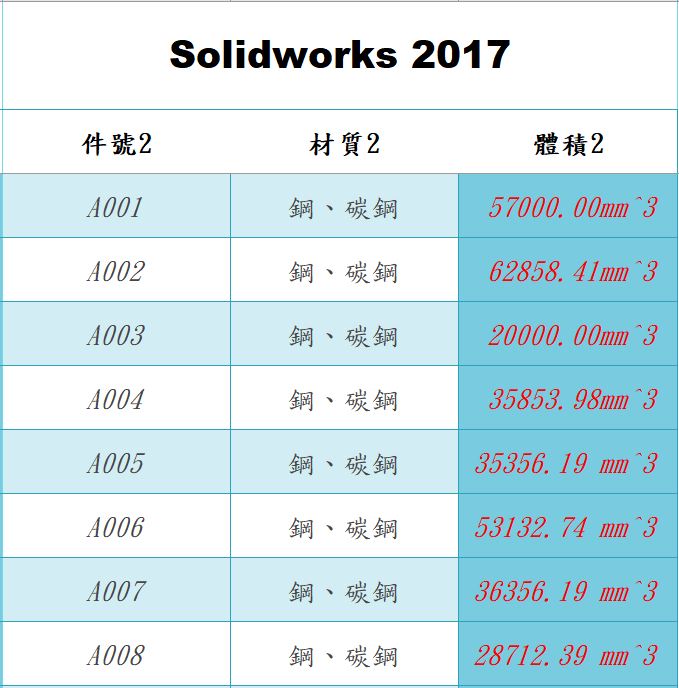 Solidworks 2017
件號2 材質2 體積2
A001 鋼、碳鋼 57000.00mm^3
A002 鋼、碳鋼 62858.41mm^3
A003 鋼、碳鋼 20000.00mm^3
A004 鋼、碳鋼 35853.98mm^3
A005 鋼、碳鋼 35356.19 mm^3
A006 鋼、碳鋼 53132.74 mm^3
A007 鋼、碳鋼 36356.19 mm^3
A008 鋼、碳鋼 28712.39 mm^3